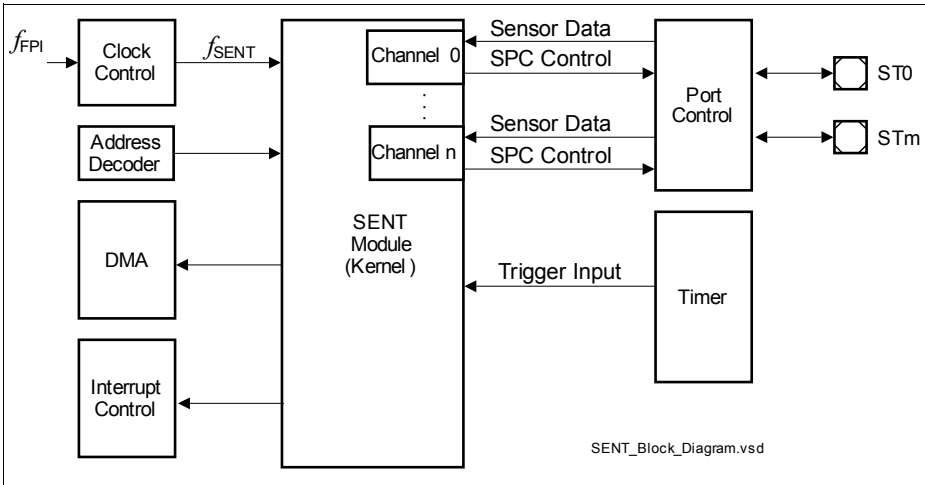 fFPI
Clock
Control
fSENT
Address
Decoder
DMA
Interrupt
Control
SENT
Module
(Kernel )
Channel 0
Channel n
Sensor Data
SPC Control
Sensor Data
SPC Control
Trigger Input
Port
Control
Timer
ST0
STm
SENT_Block_Diagram.vsd